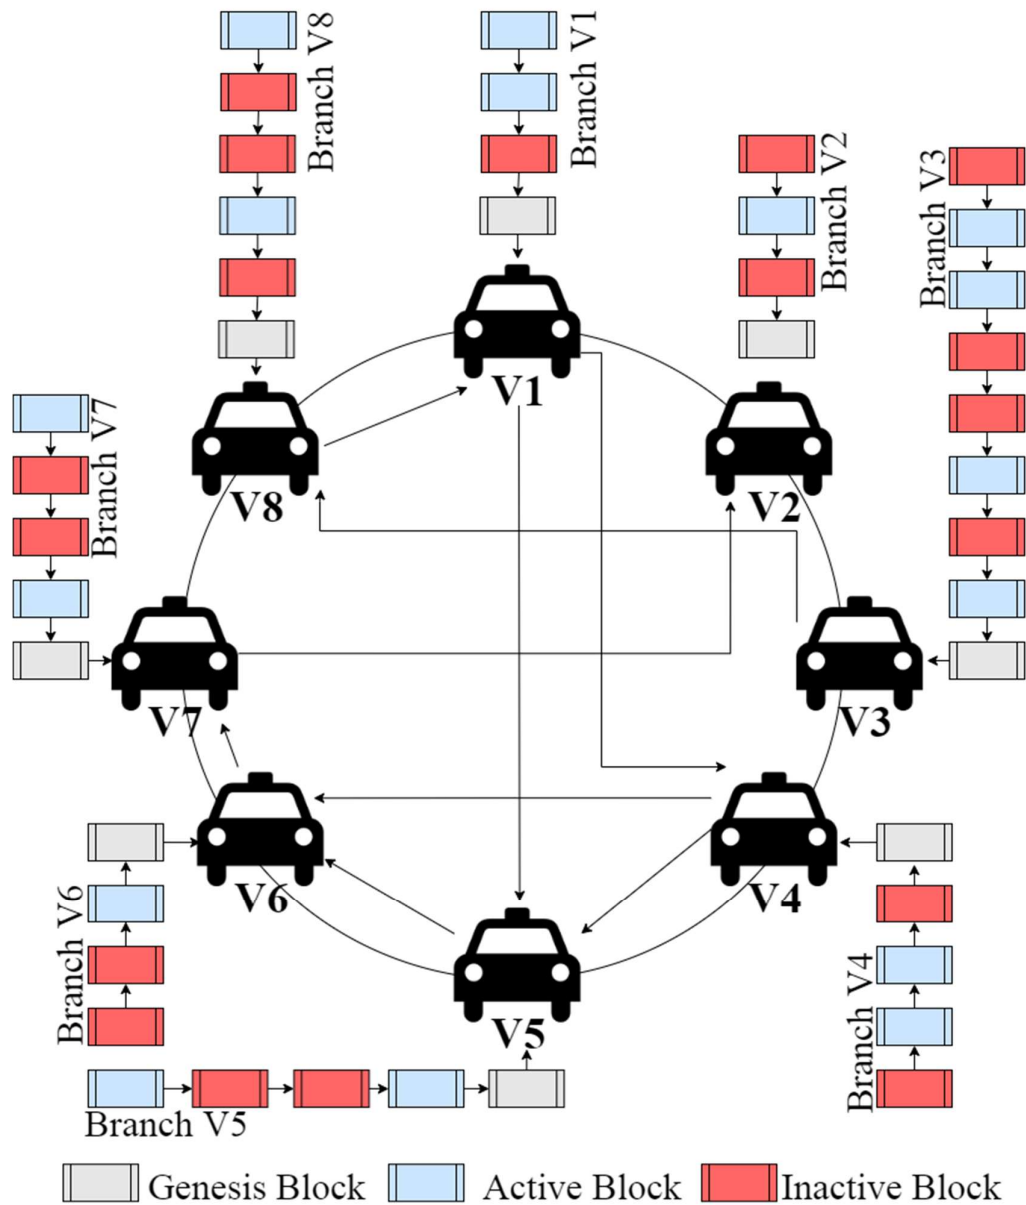 Branch V8
Branch V1
Branch V2
Branch V3
V1
Branch V7
V8
V2
V7
V3
Branch V6
V6
V4
Branch V4
V5
Branch V5
Genesis Block
Active Block
Inactive Block